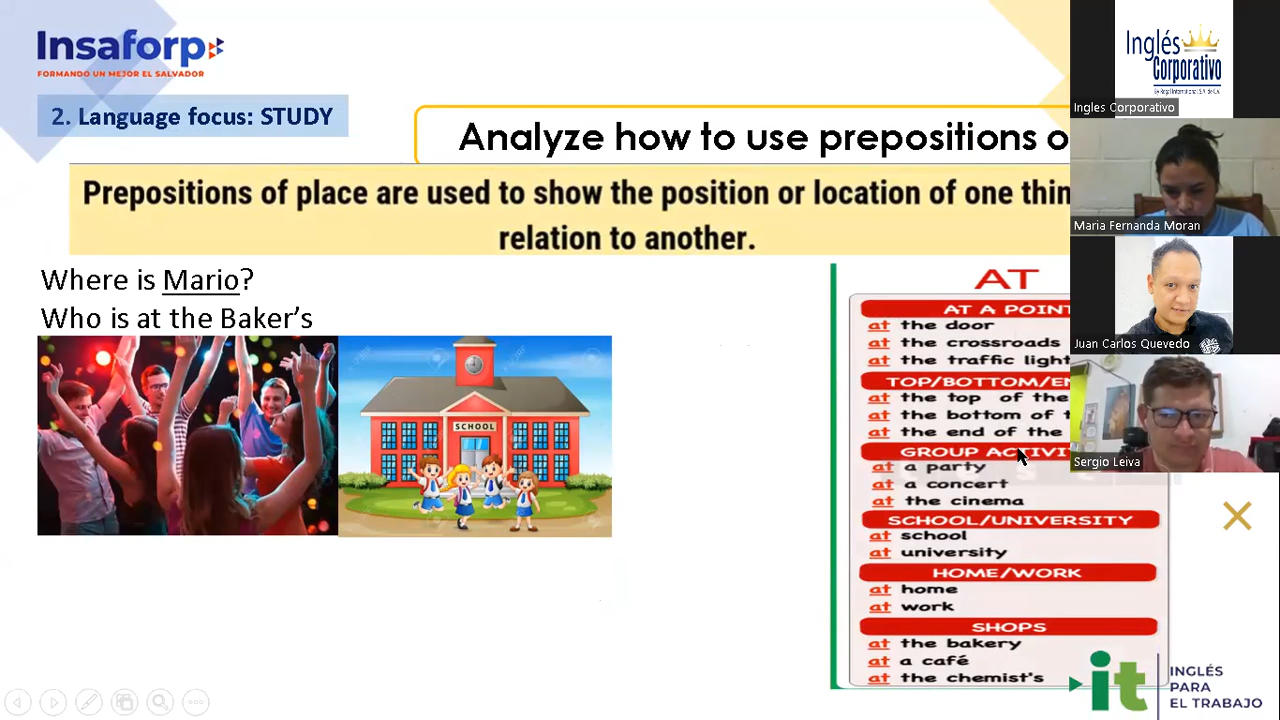 Insaforp
FORMANDO UN MEJOR EL SALVADOR
2. Language focus: STUDY
Analyze how to use prepositions o
Prepositions of place are used to show the position or location of one thin
relation to another.
Where is Mario?
Who is at the Baker's
SCHOOL
AT
AT A POINT
at the door
at the crossroads
at the traffic light
TOP/BOTTOM/EN
at the top of the
at the bottom of t
at the end of the
GROUP ACTIVI
at a party
at a concert
at the cinema
SCHOOL/UNIVERSITY
at school
at university
HOME/WORK
at home
at work
SHOPS
at the bakery
at a café
at the chemist's
it
INGLÉS
PARA
EL TRABAJO
Inglés
Corporativo
Ingles Corporativo
Maria Fernanda Moran
Juan Carlos Quevedo
Sergio Leiva